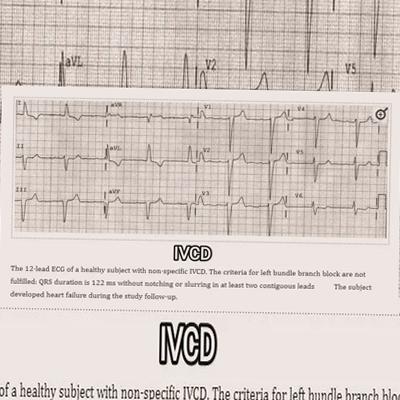 aVL
V2
V5
I
aVR
V1
V4
II
aVL
V2
V5
III
aVF
V3
V6
IVCD
The 12-lead ECG of a healthy subject with non-specific IVCD. The criteria for left bundle branch block are not
fulfilled: QRS duration is 122 ms without notching or slurring in at least two contiguous leads The subject
developed heart failure during the study follow-up.
IVCD
of a healthy subject with non-specific IVCD. The criteria for left bundle branch bloc